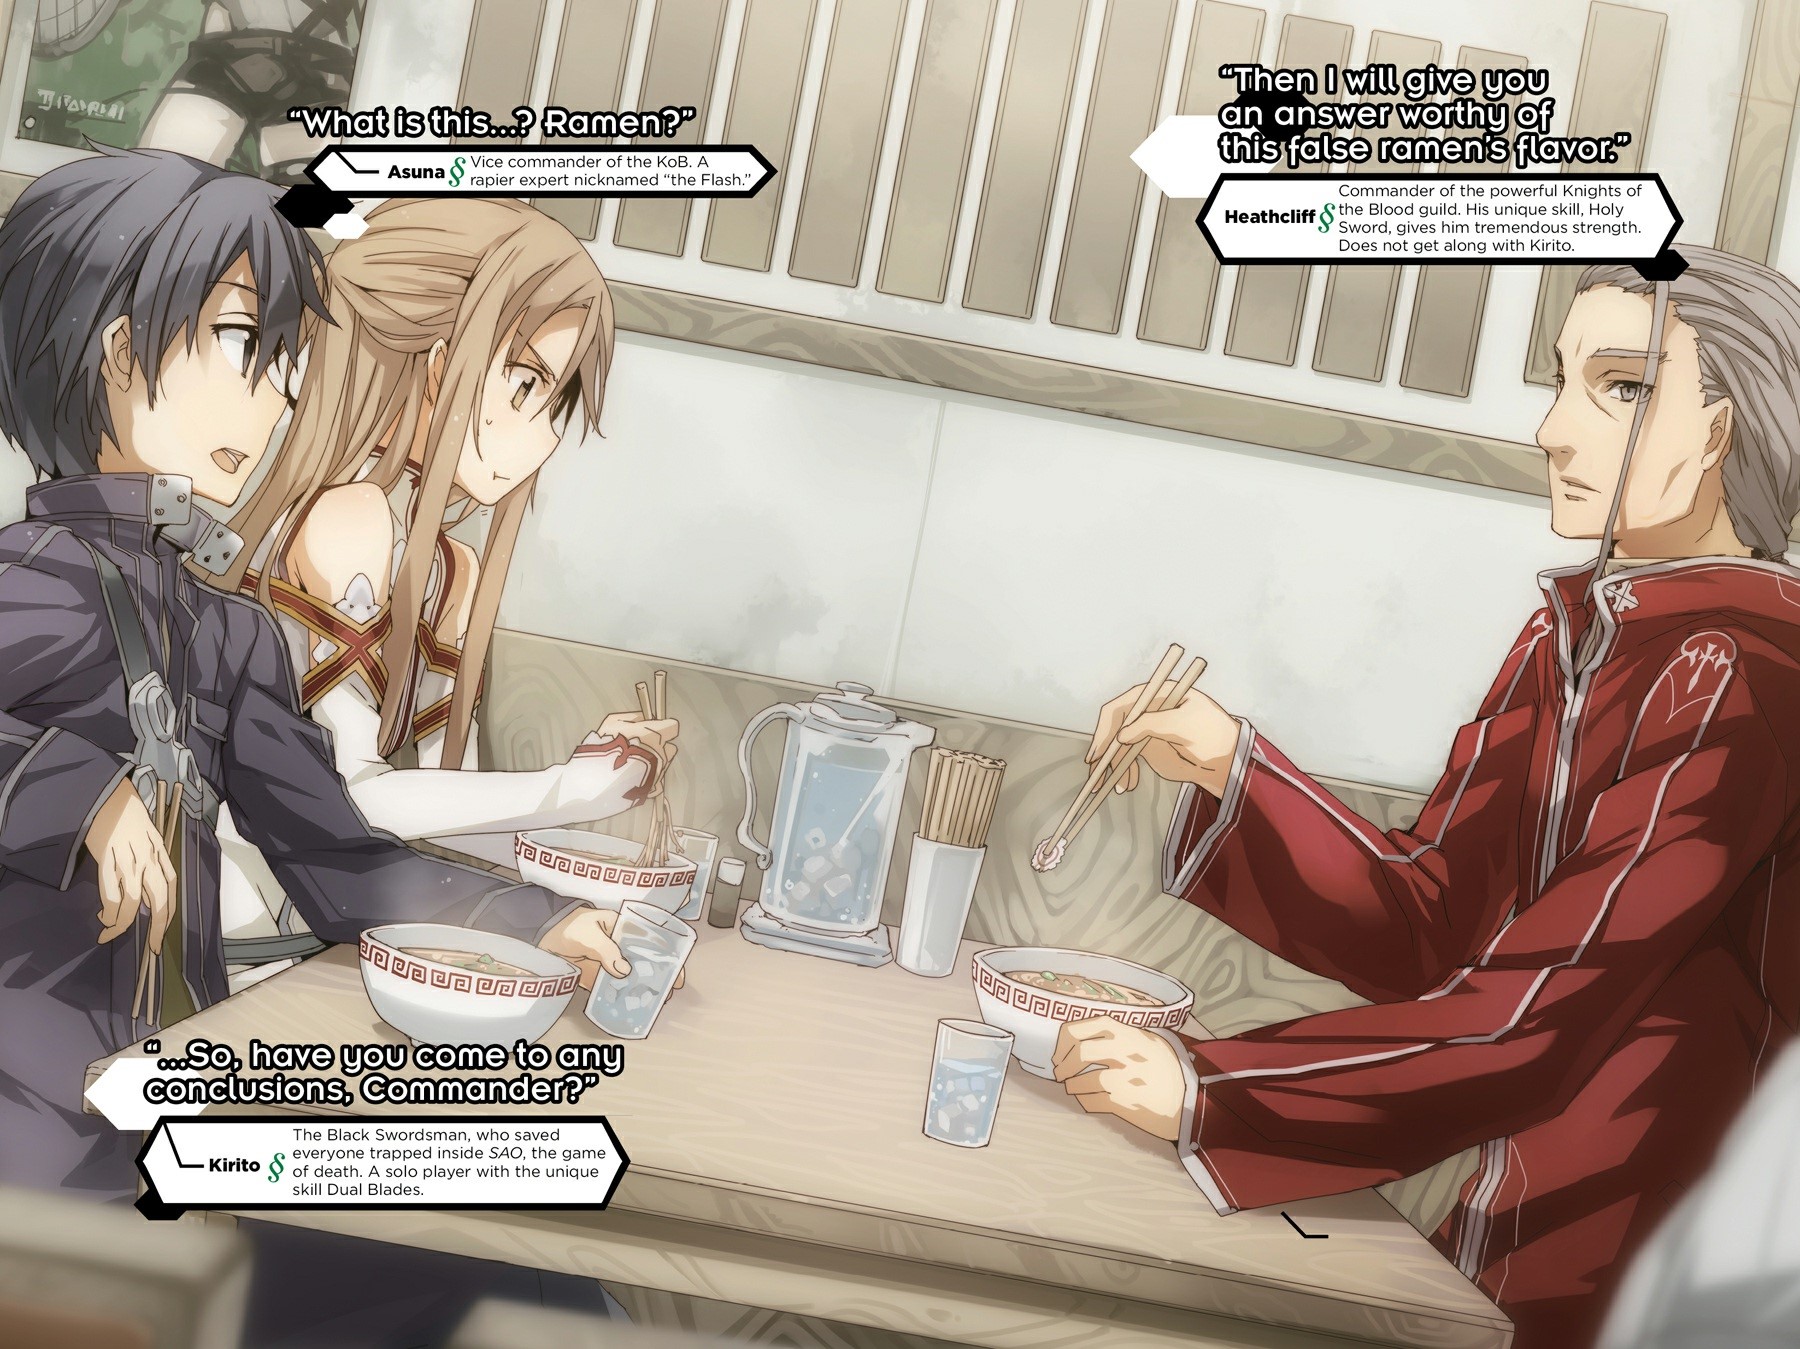 “What is this...? Ramen?”
Asuna § Vice commander of the KoB. A
rapier expert nicknamed “the Flash.”
“Then I will give you
an answer worthy of
this false ramen's flavor.”
Heathcliff § Commander of the powerful Knights of
the Blood guild. His unique skill, Holy
Sword, gives him tremendous strength.
Does not get along with Kirito.
“...So, have you come to any
conclusions, Commander?”
Kirito § The Black Swordsman, who saved
everyone trapped inside SAO, the game
of death. A solo player with the unique
skill Dual Blades.